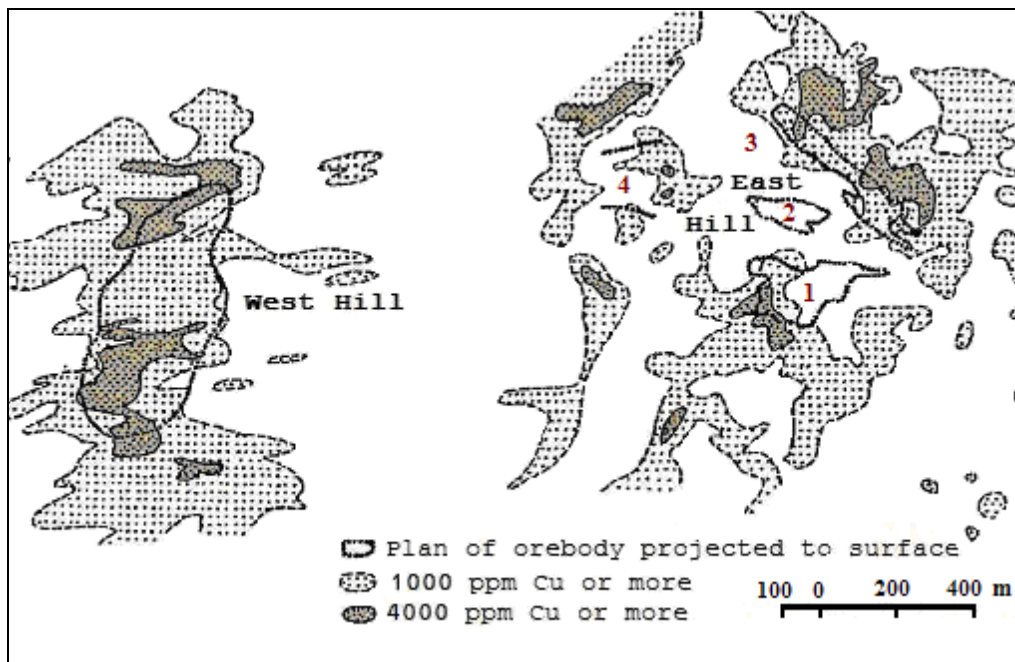 3
4
East
2
Hill
1
West Hill
Plan of orebody projected to surface
1000 ppm Cu or more
4000 ppm Cu or more
100 0 200 400 m